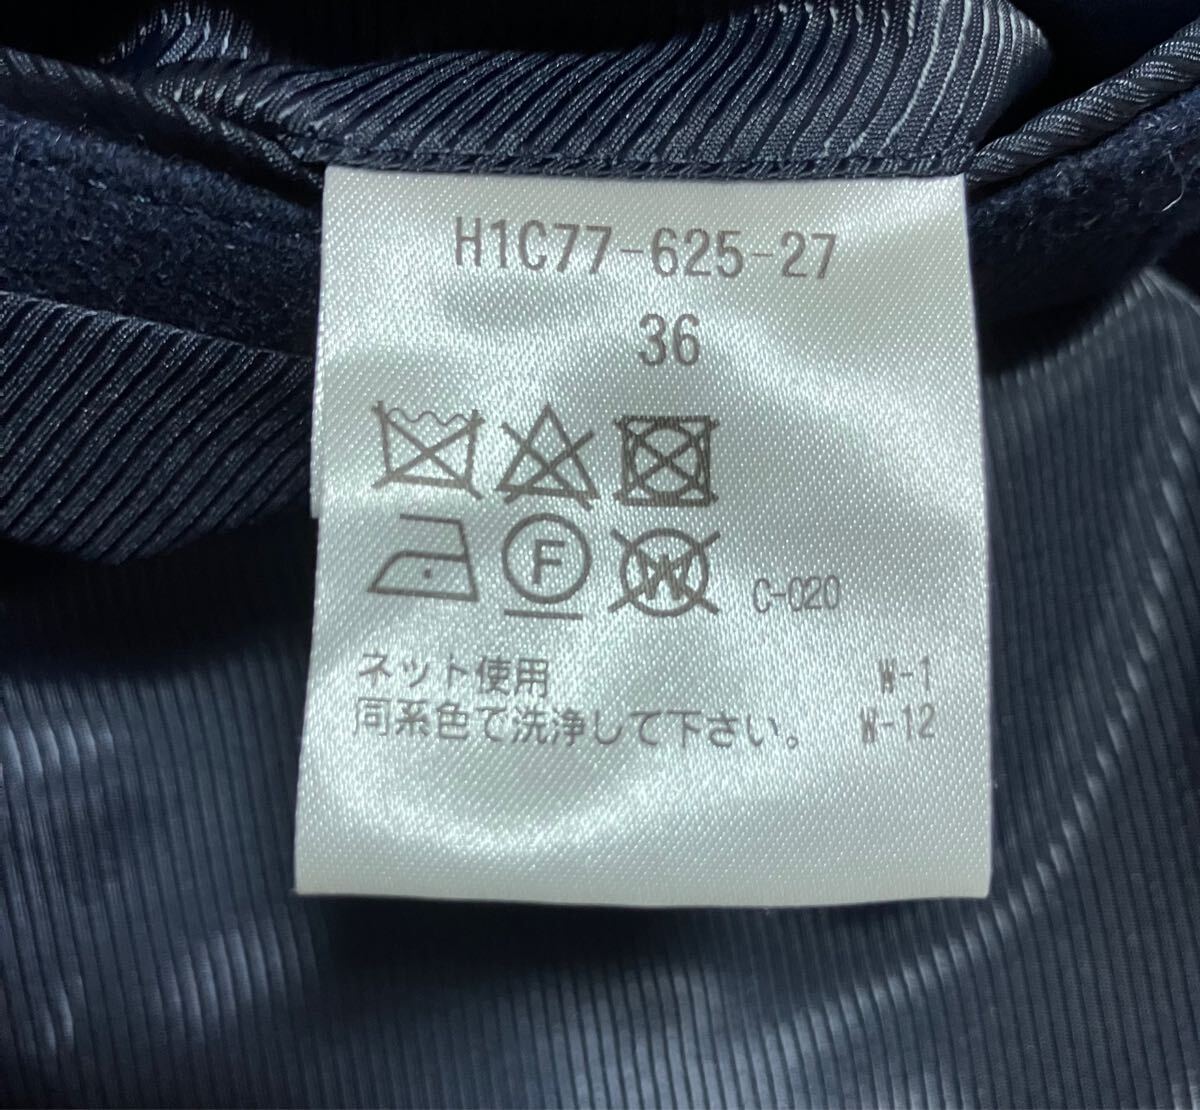 H1C77-625-27
36
F
W
C-020
ネット使用 W-1
同系色で洗浄して下さい。 W-12